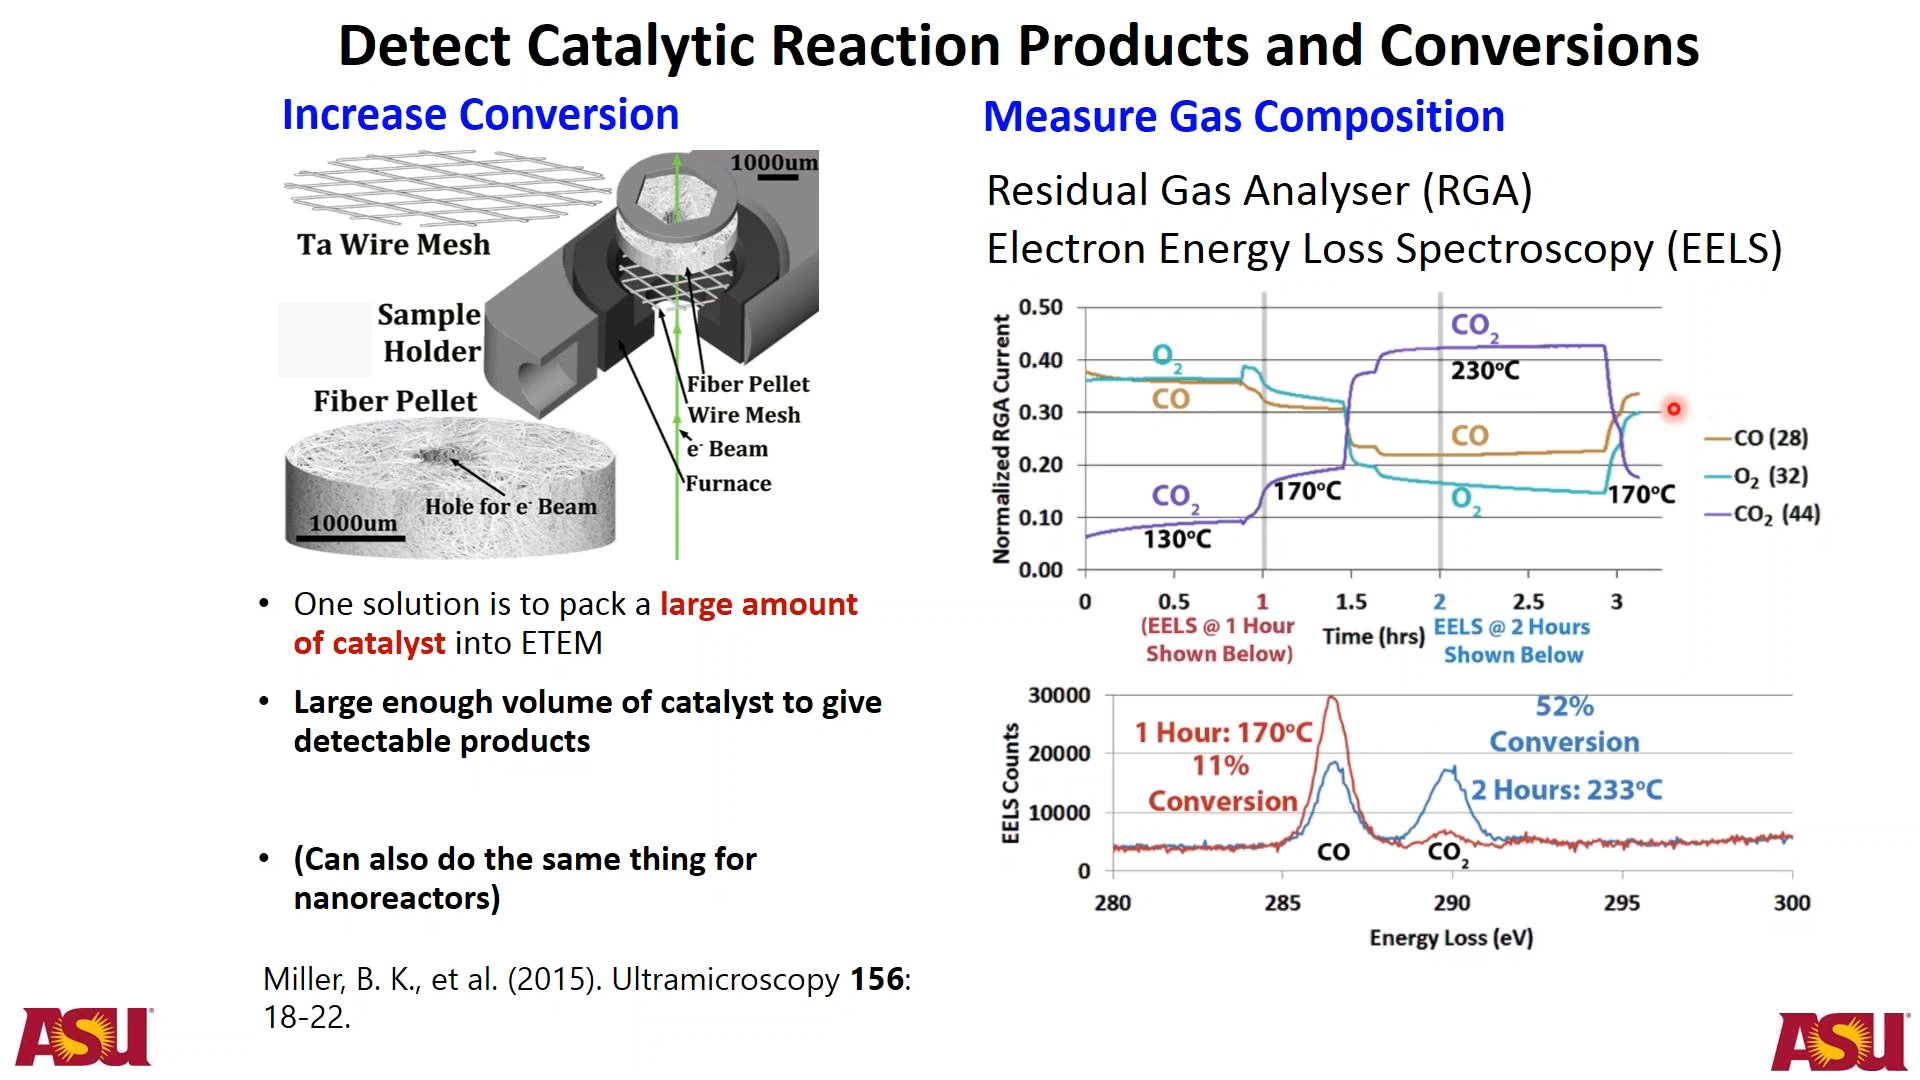 Detect Catalytic Reaction Products and Conversions
Increase Conversion
1000um
Ta Wire Mesh
Sample
Holder
Fiber Pellet
Fiber Pellet
Wire Mesh
e- Beam
Furnace
Hole for e- Beam
1000um
• One solution is to pack a large amount
of catalyst into ETEM
• Large enough volume of catalyst to give
detectable products
• (Can also do the same thing for
nanoreactors)
Miller, B. K., et al. (2015). Ultramicroscopy 156:
18-22.
ASU
Measure Gas Composition
Residual Gas Analyser (RGA)
Electron Energy Loss Spectroscopy (EELS)
Normalized RGA Current
0.50
0.40
0.30
0.20
0.10
0.00
O2
CO
CO2
130°C
170°C
CO2
230°C
CO
O2
170°C
CO (28)
O2 (32)
CO2 (44)
0 0.5 1 1.5 2 2.5 3
Time (hrs)
(EELS @ 1 Hour
Shown Below)
EELS @ 2 Hours
Shown Below
EELS Counts
30000
20000
10000
0
1 Hour: 170°C
11%
Conversion
52%
Conversion
2 Hours: 233°C
CO
CO2
280 285 290 295 300
Energy Loss (eV)
ASU